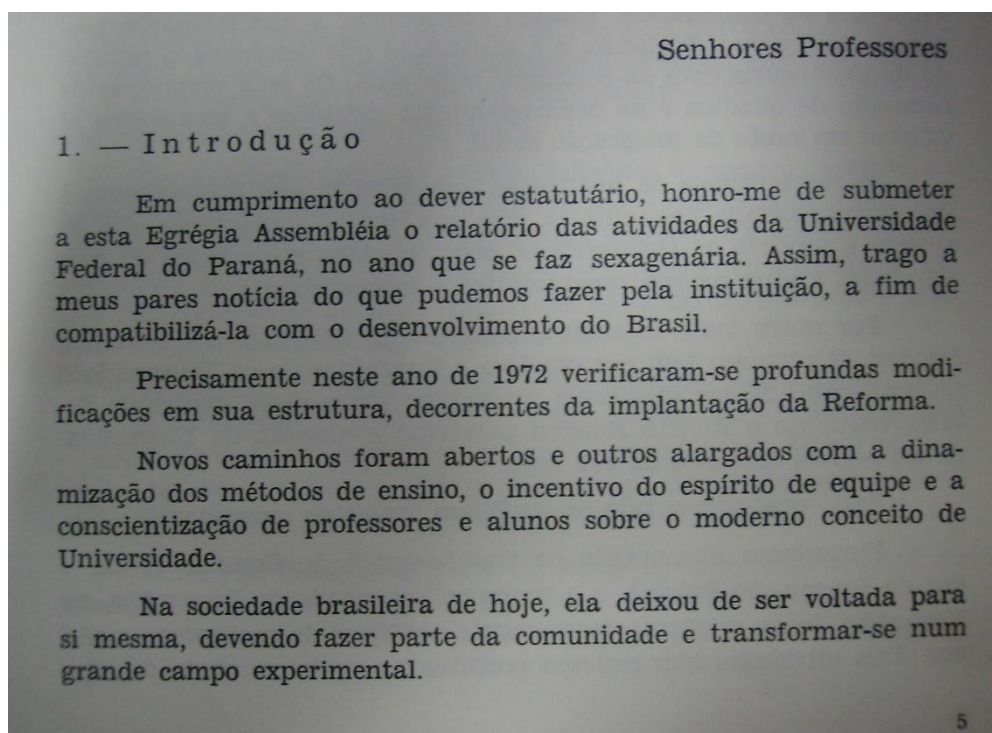 Senhores Professores
1. — Introdução
Em cumprimento ao dever estatutário, honro-me de submeter
a esta Egrégia Assembléia o relatório das atividades da Universidade
Federal do Paraná, no ano que se faz sexagenária. Assim, trago a
meus pares notícia do que pudemos fazer pela instituição, a fim de
compatibilizá-la com o desenvolvimento do Brasil.
Precisamente neste ano de 1972 verificaram-se profundas modi-
ficações em sua estrutura, decorrentes da implantação da Reforma.
Novos caminhos foram abertos e outros alargados com a dina-
mização dos métodos de ensino, o incentivo do espírito de equipe e a
conscientização de professores e alunos sobre o moderno conceito de
Universidade.
Na sociedade brasileira de hoje, ela deixou de ser voltada para
si mesma, devendo fazer parte da comunidade e transformar-se num
grande campo experimental.
5